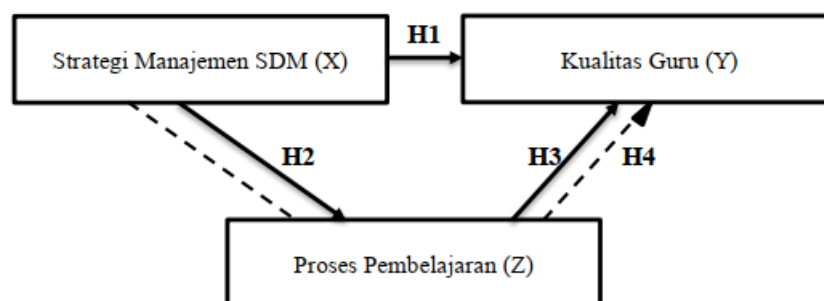 H1
Strategi Manajemen SDM (X)
Kualitas Guru (Y)
H2
H3
H4
Proses Pembelajaran (Z)